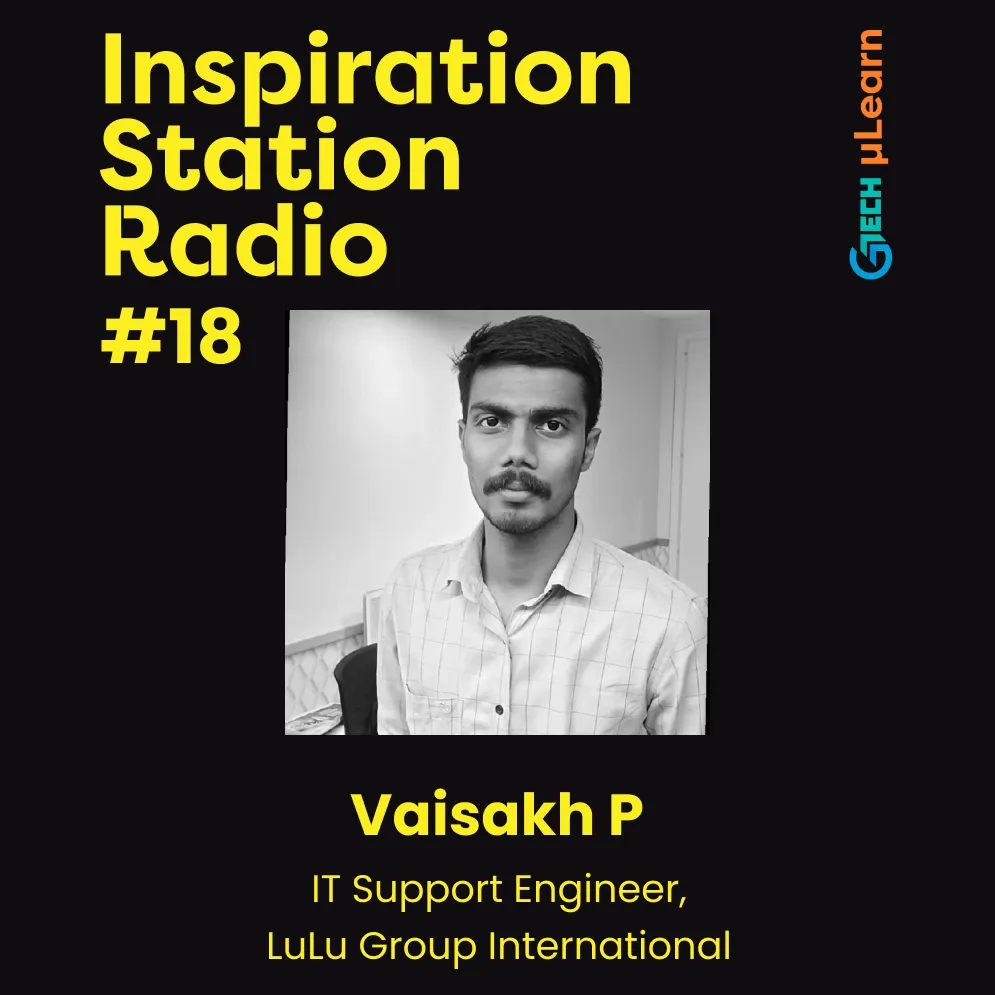 Inspiration
Station
Radio
#18
GTECH µLearn
Vaisakh P
IT Support Engineer,
LuLu Group International